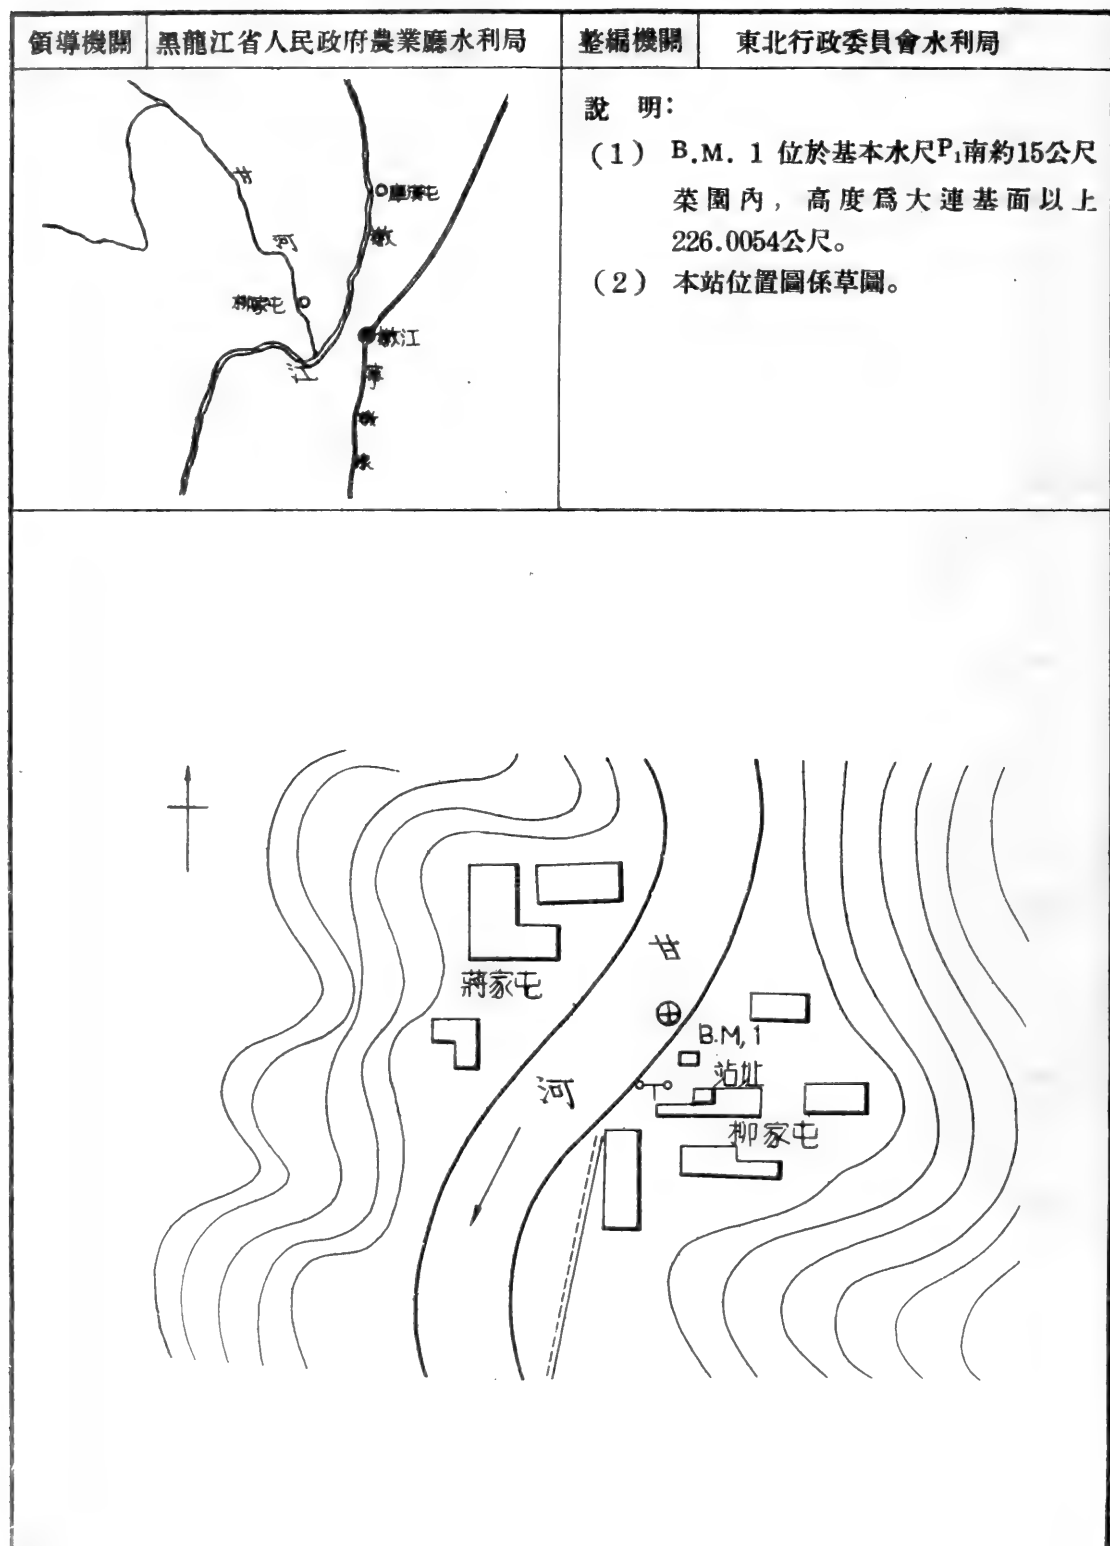 領導機關 黑龍江省人民政府農業廳水利局 整編機關 東北行政委員會水利局
說 明：
（1） B.M. 1 位於基本水尺P₁南約15公尺
菜園內，高度爲大連基面以上
226.0054公尺。
（2） 本站位置圖係草圖。
甘
河
柳家屯
嫩
江
嫩江
寧
嫩
甘
河
蔣家屯
B.M,1
站址
柳家屯